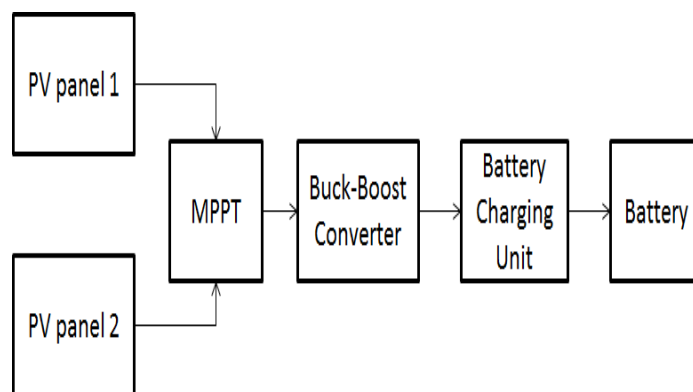 PV panel 1
MPPT
Buck-Boost
Converter
Battery
Charging
Unit
Battery
PV panel 2